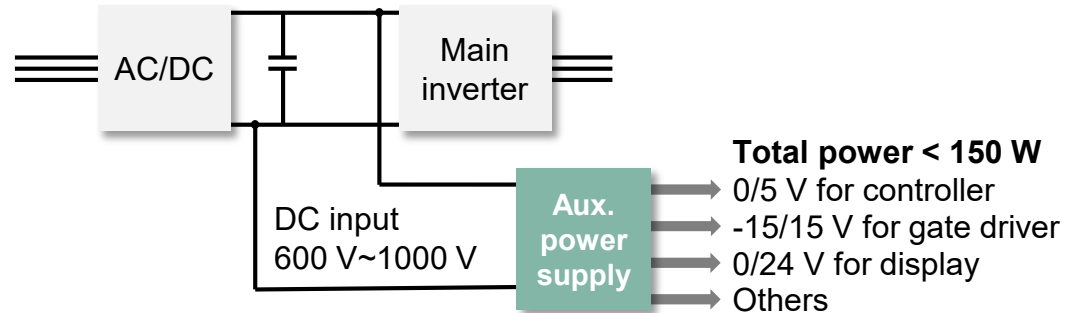 AC/DC
Main
inverter
DC input
600 V~1000 V
Aux.
power
supply
Total power < 150 W
0/5 V for controller
-15/15 V for gate driver
0/24 V for display
Others